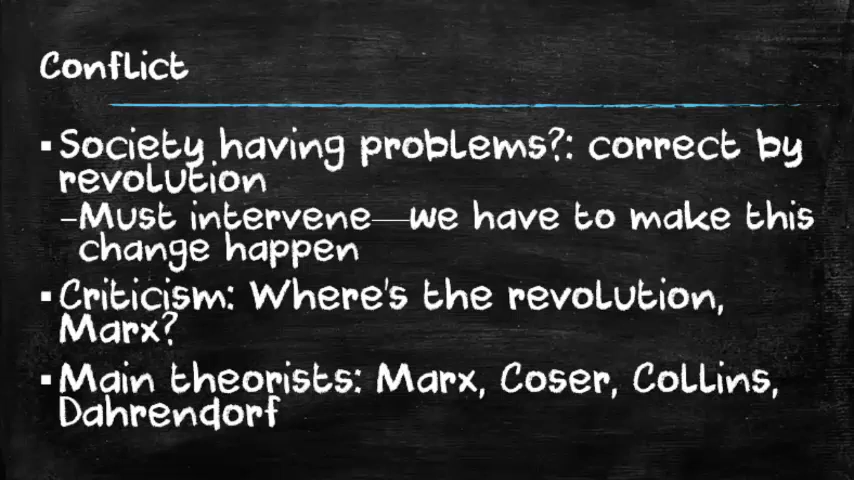 Conflict
▪Society having problems?: correct by
revolution
–Must intervene—we have to make this
change happen
▪Criticism: Where's the revolution,
Marx?
▪Main theorists: Marx, Coser, Collins,
Dahrendorf